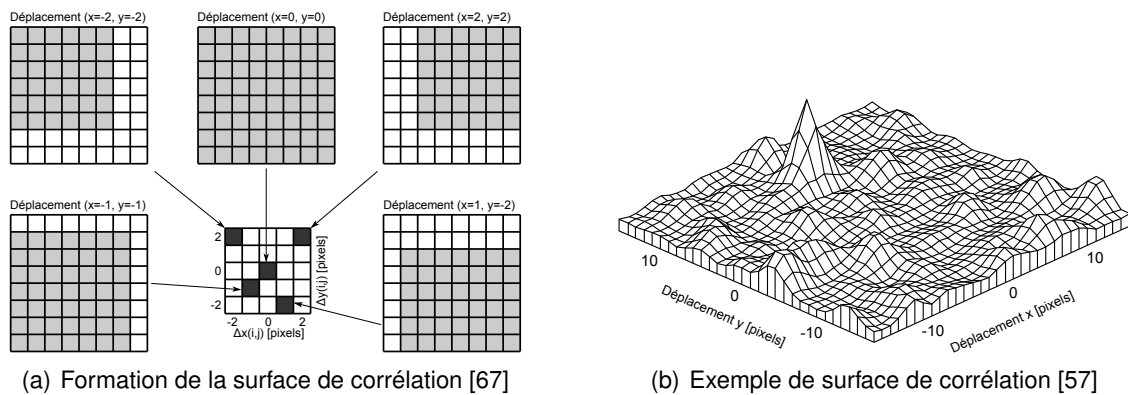 Déplacement (x=-2, y=-2)
Déplacement (x=0, y=0)
Déplacement (x=2, y=2)
Déplacement (x=-1, y=-1)
Déplacement (x=1, y=-2)
2
0
-2
-2 0 2
Δx(i,j) [pixels]
Δy(i,j)) [pixels]
(a) Formation de la surface de corrélation [67]
10
0
-10
Déplacement y [pixels]
-10
0
10
Déplacement x [pixels]
(b) Exemple de surface de corrélation [57]